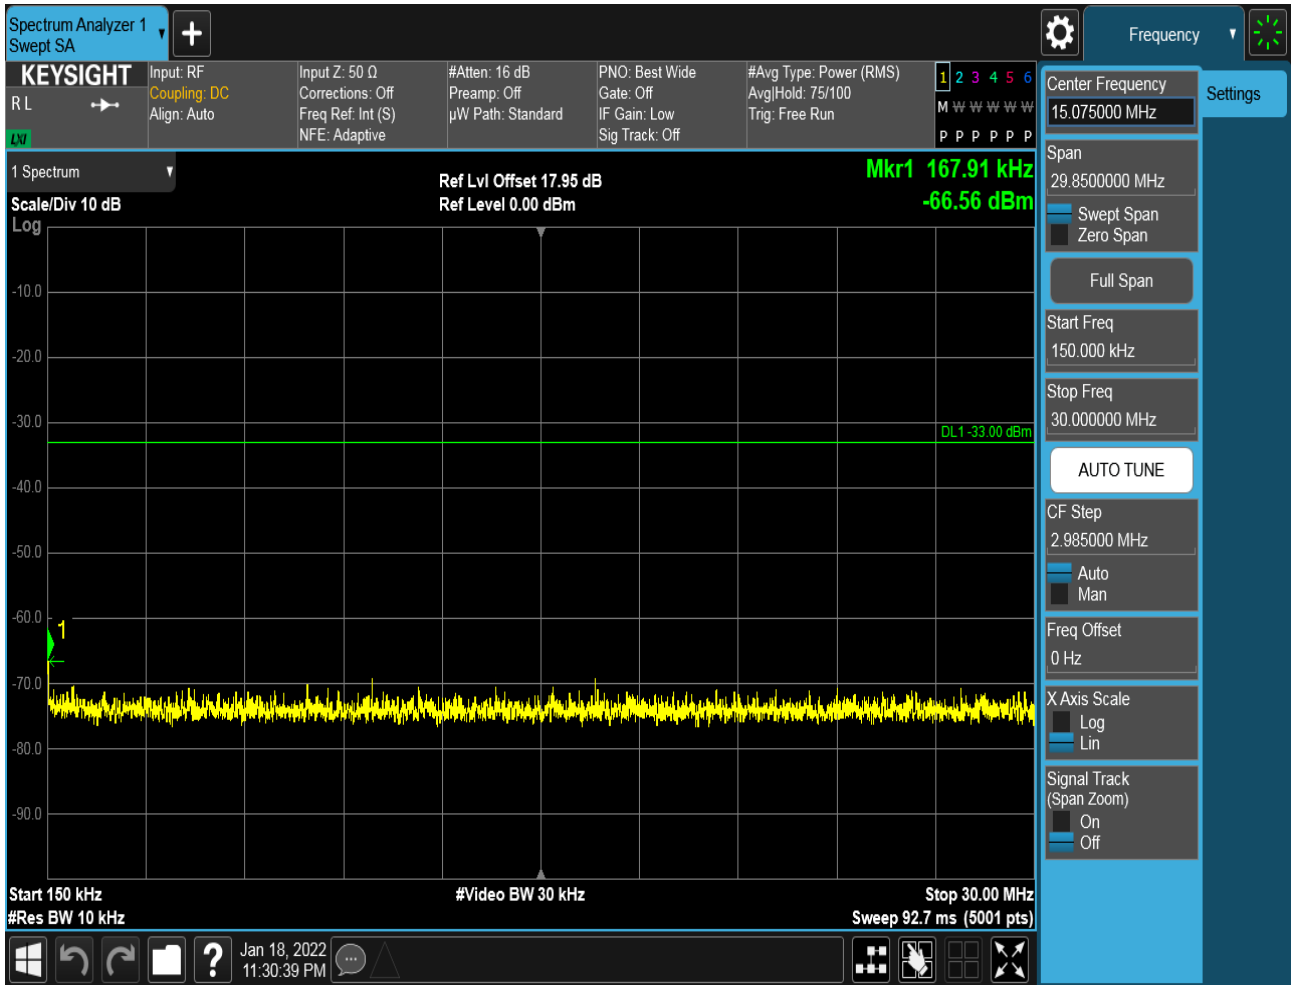 Spectrum Analyzer 1
Swept SA
Frequency
KEYSIGHT
R L
LXI
Input: RF
Coupling: DC
Align: Auto
Input Z: 50 Ω
Corrections: Off
Freq Ref: Int (S)
NFE: Adaptive
#Atten: 16 dB
Preamp: Off
µW Path: Standard
PNO: Best Wide
Gate: Off
IF Gain: Low
Sig Track: Off
#Avg Type: Power (RMS)
Avg|Hold: 75/100
Trig: Free Run
1 2 3 4 5 6
M W W W W W
P P P P P P
1 Spectrum
Scale/Div 10 dB
Log
Ref Lvl Offset 17.95 dB
Ref Level 0.00 dBm
Mkr1 167.91 kHz
-66.56 dBm
-10.0
-20.0
-30.0
DL1 -33.00 dBm
-40.0
-50.0
-60.0
1
-70.0
-80.0
-90.0
Start 150 kHz
#Video BW 30 kHz
Stop 30.00 MHz
#Res BW 10 kHz
Sweep 92.7 ms (5001 pts)
Center Frequency
15.075000 MHz
Settings
Span
29.8500000 MHz
Swept Span
Zero Span
Full Span
Start Freq
150.000 kHz
Stop Freq
30.000000 MHz
AUTO TUNE
CF Step
2.985000 MHz
Auto
Man
Freq Offset
0 Hz
X Axis Scale
Log
Lin
Signal Track
(Span Zoom)
On
Off
?
Jan 18, 2022
11:30:39 PM